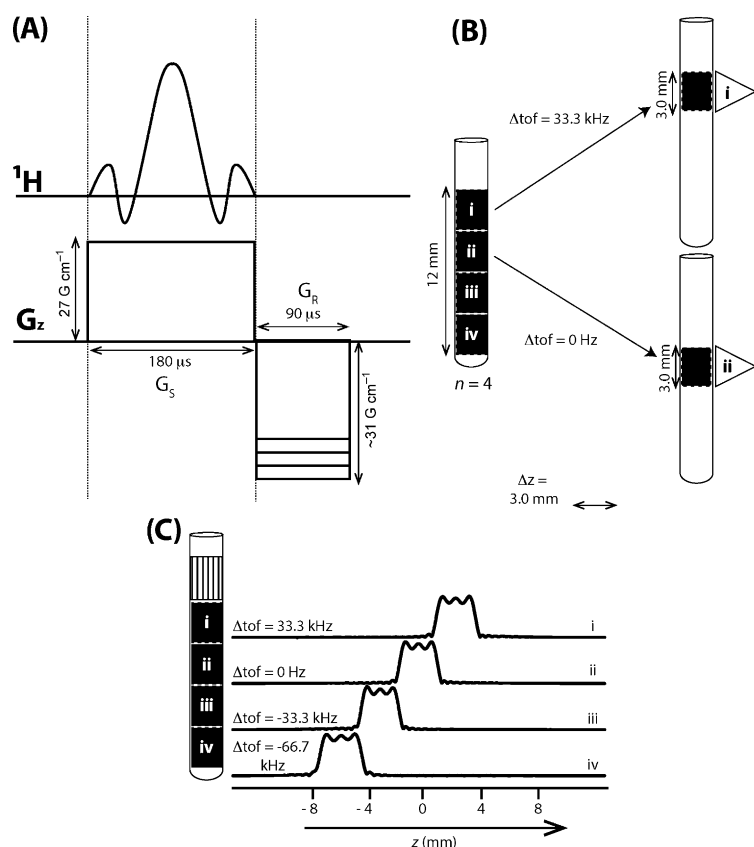 (A)
¹H
27 G cm⁻¹
Gz
180 µs
GS
GR
90 µs
~31 G cm⁻¹
(B)
Δtof = 33.3 kHz
3.0 mm
i
12 mm
i
ii
iii
iv
n = 4
Δtof = 0 Hz
3.0 mm
ii
Δz =
3.0 mm
(C)
i
ii
iii
iv
Δtof = 33.3 kHz
i
Δtof = 0 Hz
ii
Δtof = -33.3 kHz
iii
Δtof = -66.7
kHz
iv
- 8 - 4 0 4 8
z (mm)